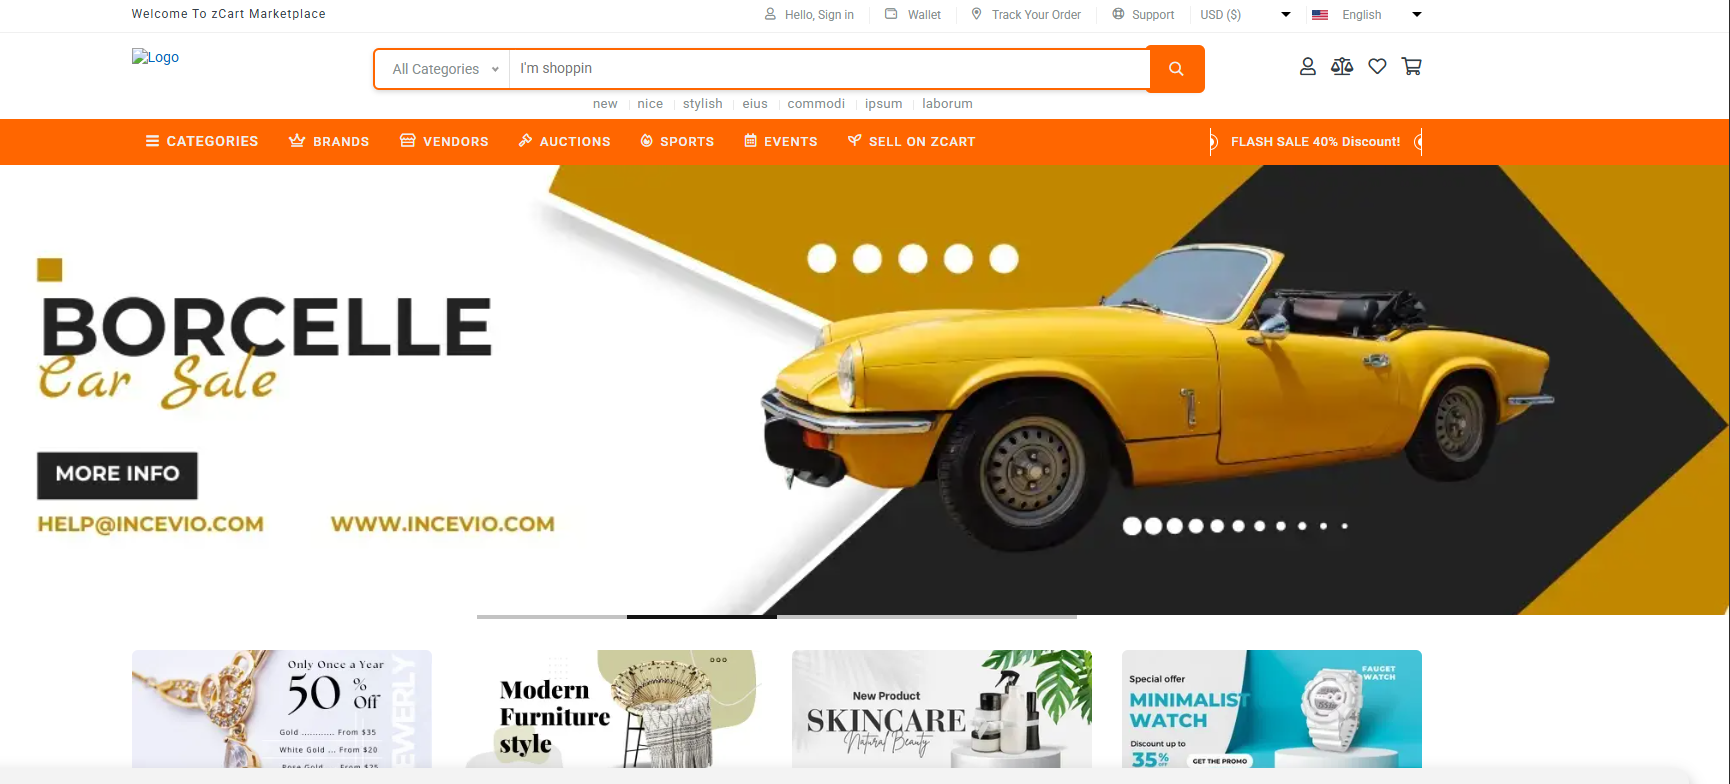 Welcome To zCart Marketplace
Hello, Sign in
Wallet
Track Your Order
Support
USD ($)
English
Logo
All Categories
I'm shoppin
new
nice
stylish
eius
commodi
ipsum
laborum
CATEGORIES
BRANDS
VENDORS
AUCTIONS
SPORTS
EVENTS
SELL ON ZCART
FLASH SALE 40% Discount!
BORCELLE
Car Sale
MORE INFO
HELP@INCEVIO.COM
WWW.INCEVIO.COM
Only Once a Year
50 % Off
Gold ............ From $35
White Gold ... From $20
Rose Gold ... From $25
Modern
Furniture
style
New Product
SKINCARE
Natural Beauty
FAUCET
WATCH
Special offer
MINIMALIST
WATCH
Discount up to
35% OFF
GET THE PROMO